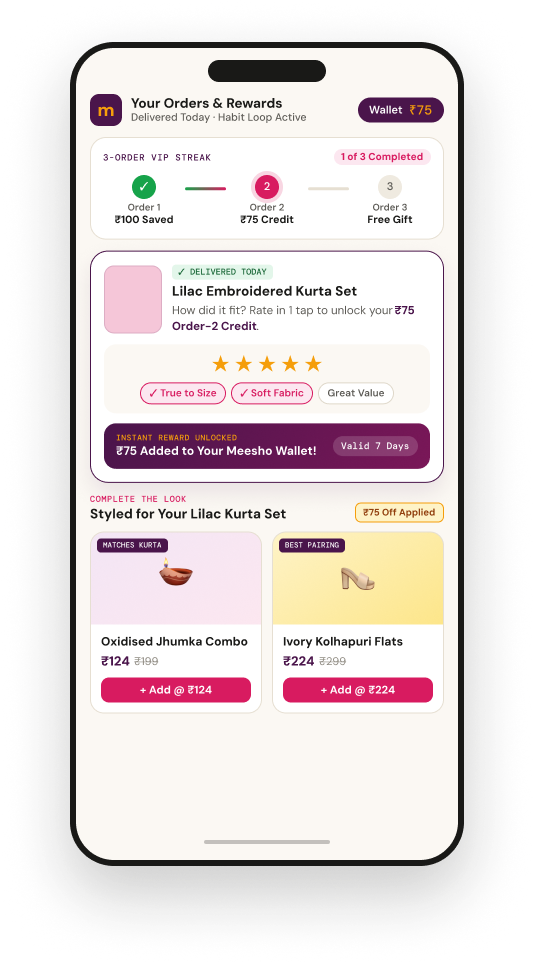 m
Your Orders & Rewards
Delivered Today · Habit Loop Active
Wallet ₹75
3-ORDER VIP STREAK
1 of 3 Completed
✓
2
3
Order 1
Order 2
Order 3
₹100 Saved
₹75 Credit
Free Gift
✓ DELIVERED TODAY
Lilac Embroidered Kurta Set
How did it fit? Rate in 1 tap to unlock your ₹75
Order-2 Credit.
★★★★★
✓ True to Size
✓ Soft Fabric
Great Value
INSTANT REWARD UNLOCKED
₹75 Added to Your Meesho Wallet!
Valid 7 Days
COMPLETE THE LOOK
Styled for Your Lilac Kurta Set
₹75 Off Applied
MATCHES KURTA
BEST PAIRING
Oxidised Jhumka Combo
₹124 ₹199
+ Add @ ₹124
Ivory Kolhapuri Flats
₹224 ₹299
+ Add @ ₹224